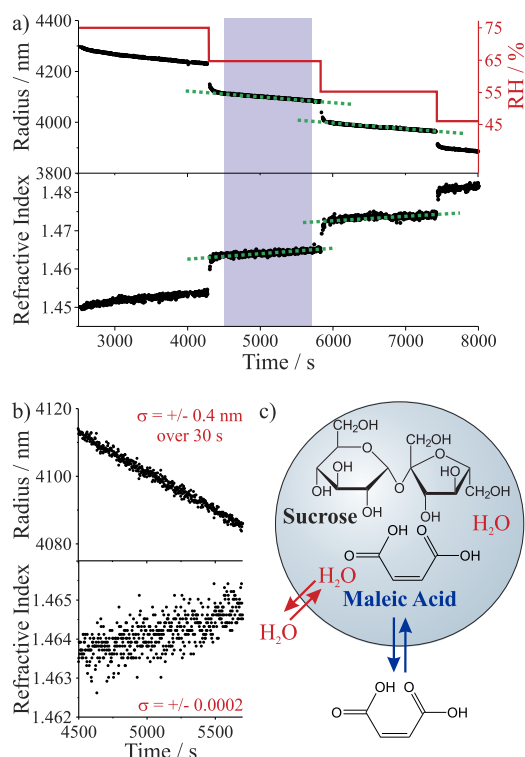 a)
4400
4200
4000
3800
Radius / nm
75
65
55
45
RH / %
1.48
1.47
1.46
1.45
Refractive Index
3000 4000 5000 6000 7000 8000
Time / s
b)
4120
4100
4080
Radius / nm
σ = +/- 0.4 nm
over 30 s
1.465
1.464
1.463
1.462
Refractive Index
σ = +/- 0.0002
4500 5000 5500
Time / s
c)
CH₂OH
O
CH₂OH
O
OH
OH
OH
O
HO
CH₂OH
OH
OH
Sucrose
H₂O
O
OH
O
OH
H₂O
Maleic Acid
H₂O
OH
O
O
OH